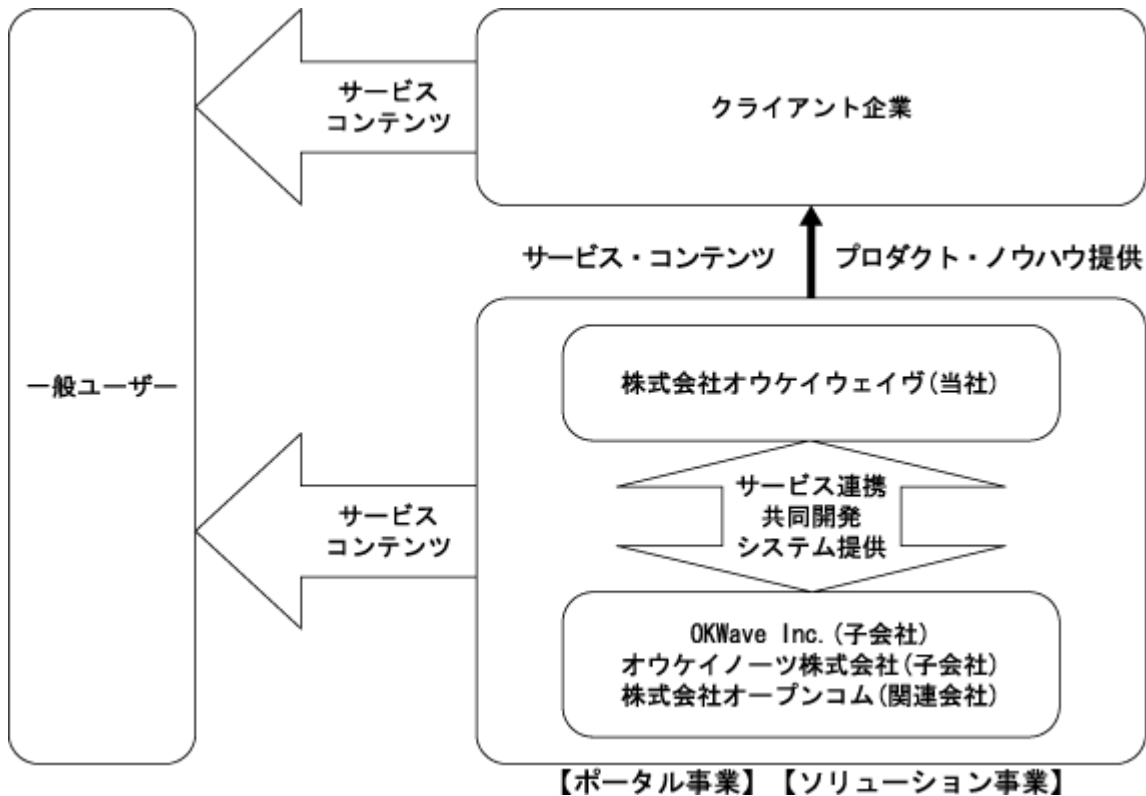 サービス
コンテンツ
クライアント企業
サービス・コンテンツ プロダクト・ノウハウ提供
一般ユーザー
株式会社オウケイウェイヴ(当社)
サービス連携
共同開発
システム提供
サービス
コンテンツ
OKWave Inc.(子会社)
オウケイノーツ株式会社(子会社)
株式会社オープンコム(関連会社)
【ポータル事業】【ソリューション事業】